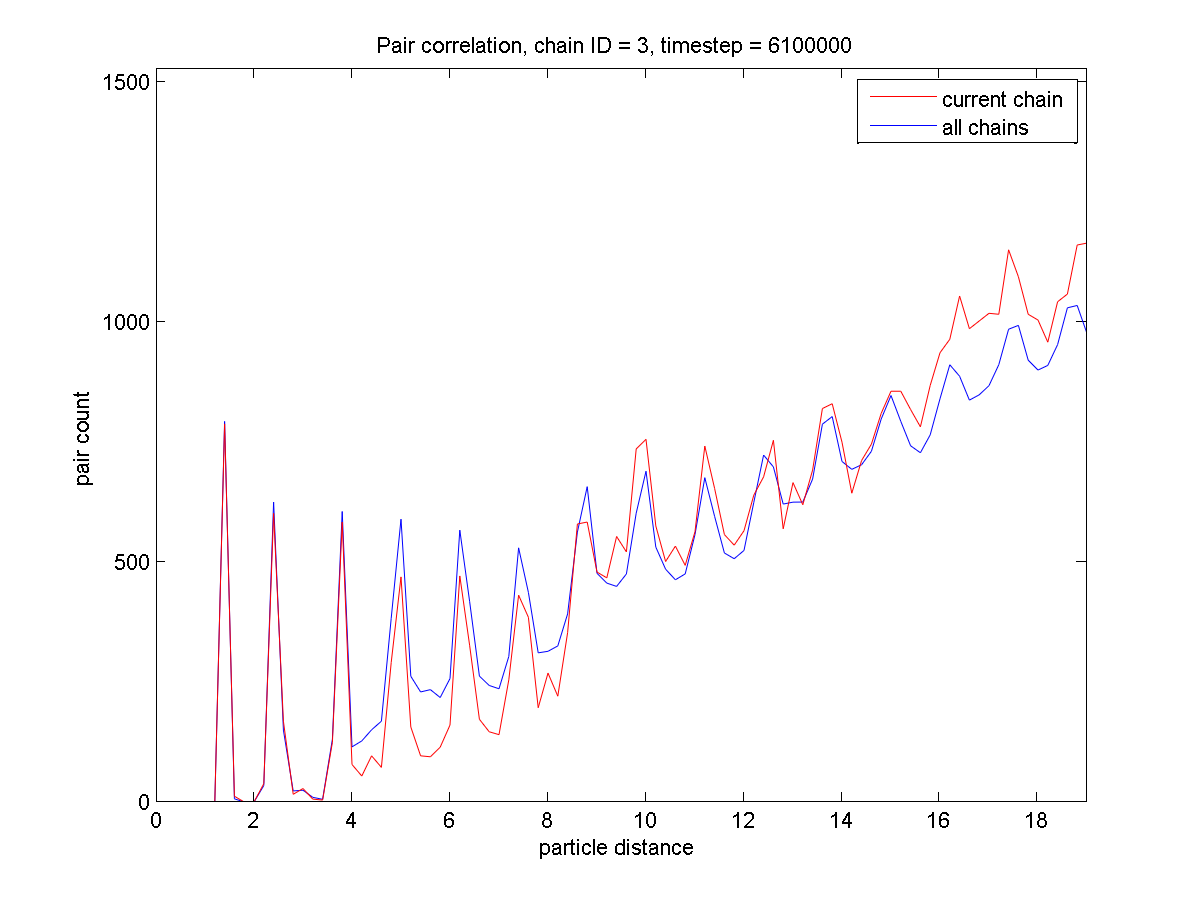 Pair correlation, chain ID = 3, timestep = 6100000
1500
1000
500
0
pair count
current chain
all chains
0 2 4 6 8 10 12 14 16 18
particle distance